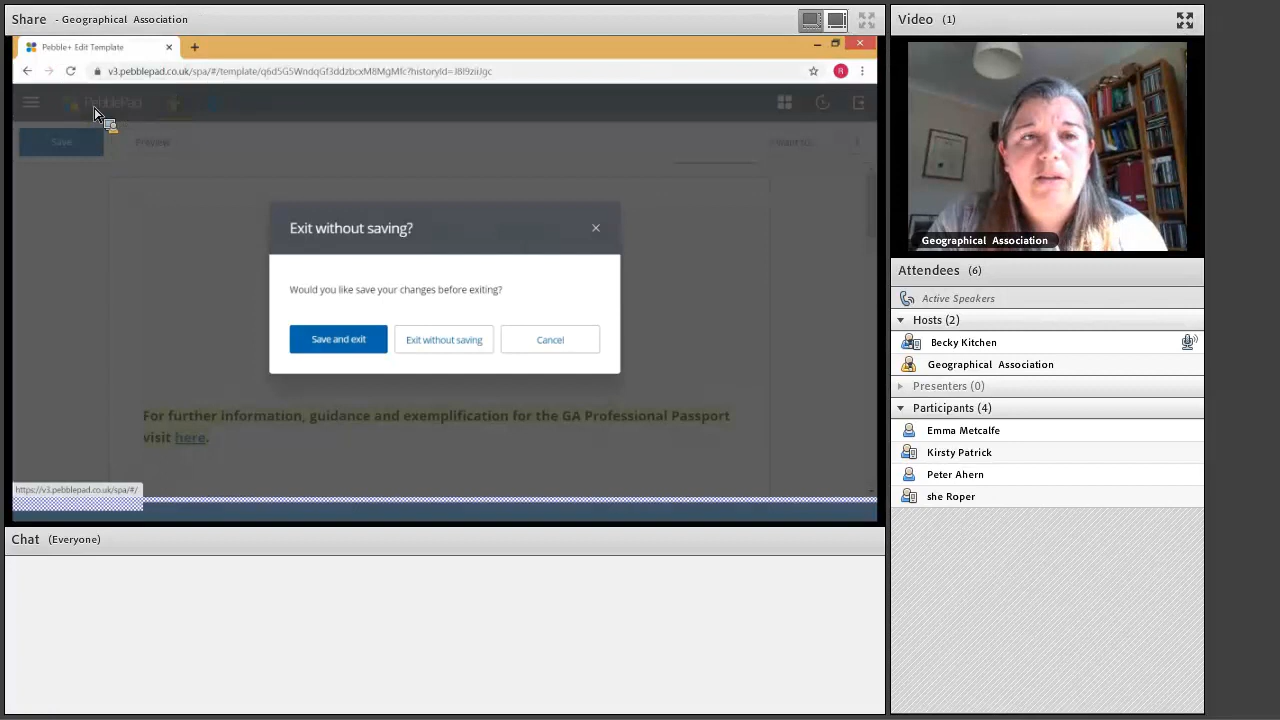 Share - Geographical Association
Pebble+ Edit Template
v3.pebblepad.co.uk/spa/#/template/
PebblePad
Save
Preview
Exit without saving?
Would you like save your changes before exiting?
Save and exit
Exit without saving
Cancel
For further information, guidance and exemplification for the GA Professional Passport
visit here.
https://v3.pebblepad.co.uk/spa/#/
Chat (Everyone)
Video (1)
Geographical Association
Attendees (6)
Active Speakers
Hosts (2)
Becky Kitchen
Geographical Association
Presenters (0)
Participants (4)
Emma Metcalfe
Kirsty Patrick
Peter Ahern
she Roper